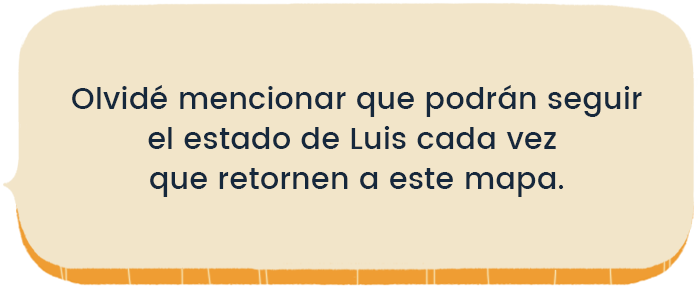 Olvidé mencionar que podrán seguir
el estado de Luis cada vez
que retornen a este mapa.